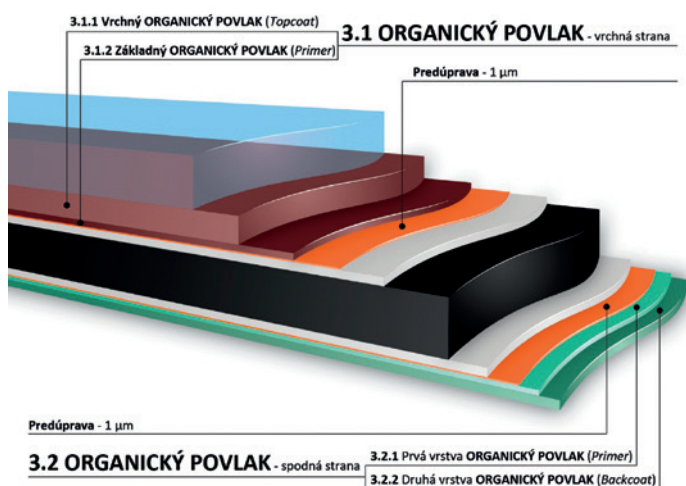 3.1.1 Vrchný ORGANICKÝ POVLAK (Topcoat)
3.1 ORGANICKÝ POVLAK - vrchná strana
3.1.2 Základný ORGANICKÝ POVLAK (Primer)
Predúprava - 1 µm
Predúprava - 1 µm
3.2 ORGANICKÝ POVLAK - spodná strana
3.2.1 Prvá vrstva ORGANICKÝ POVLAK (Primer)
3.2.2 Druhá vrstva ORGANICKÝ POVLAK (Backcoat)